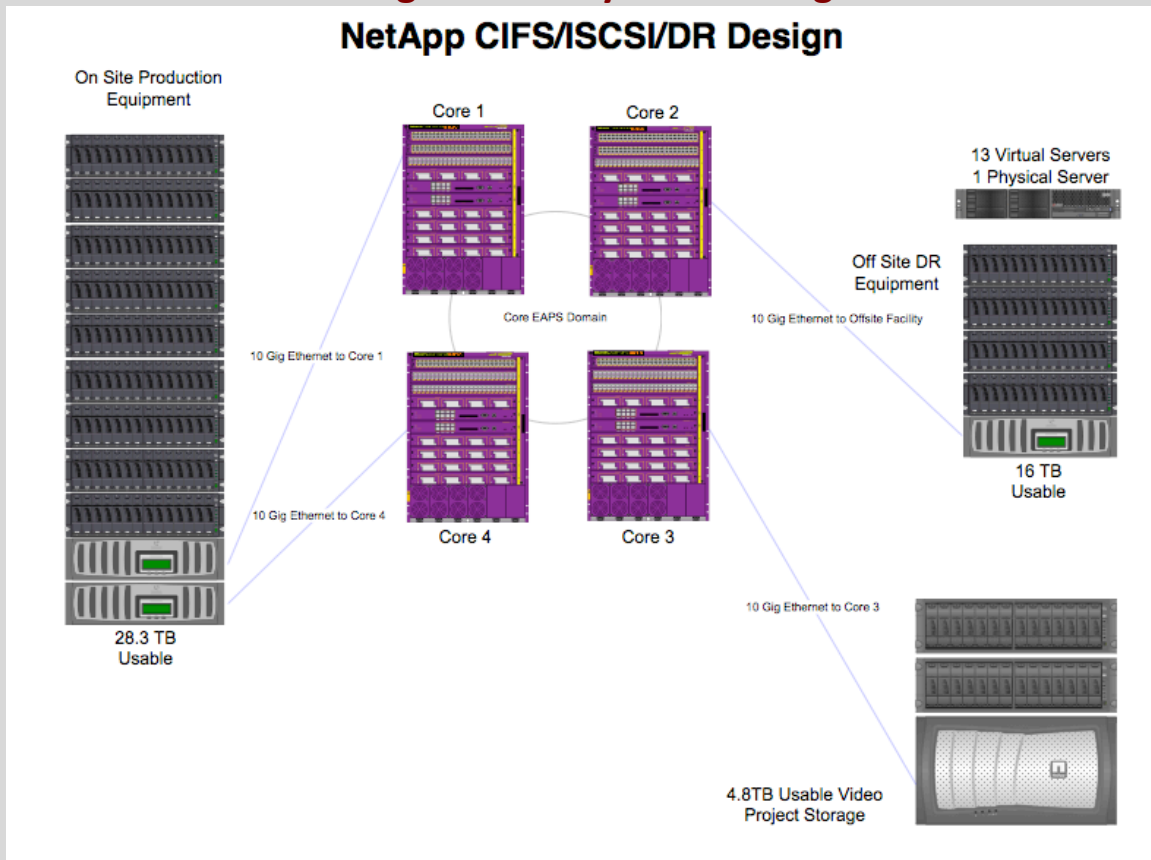 NetApp CIFS/ISCSI/DR Design
On Site Production
Equipment
Core 1
Core 2
13 Virtual Servers
1 Physical Server
Off Site DR
Equipment
Core EAPS Domain
10 Gig Ethernet to Offsite Facility
10 Gig Ethernet to Core 1
16 TB
Usable
10 Gig Ethernet to Core 4
Core 4
Core 3
10 Gig Ethernet to Core 3
28.3 TB
Usable
4.8TB Usable Video
Project Storage